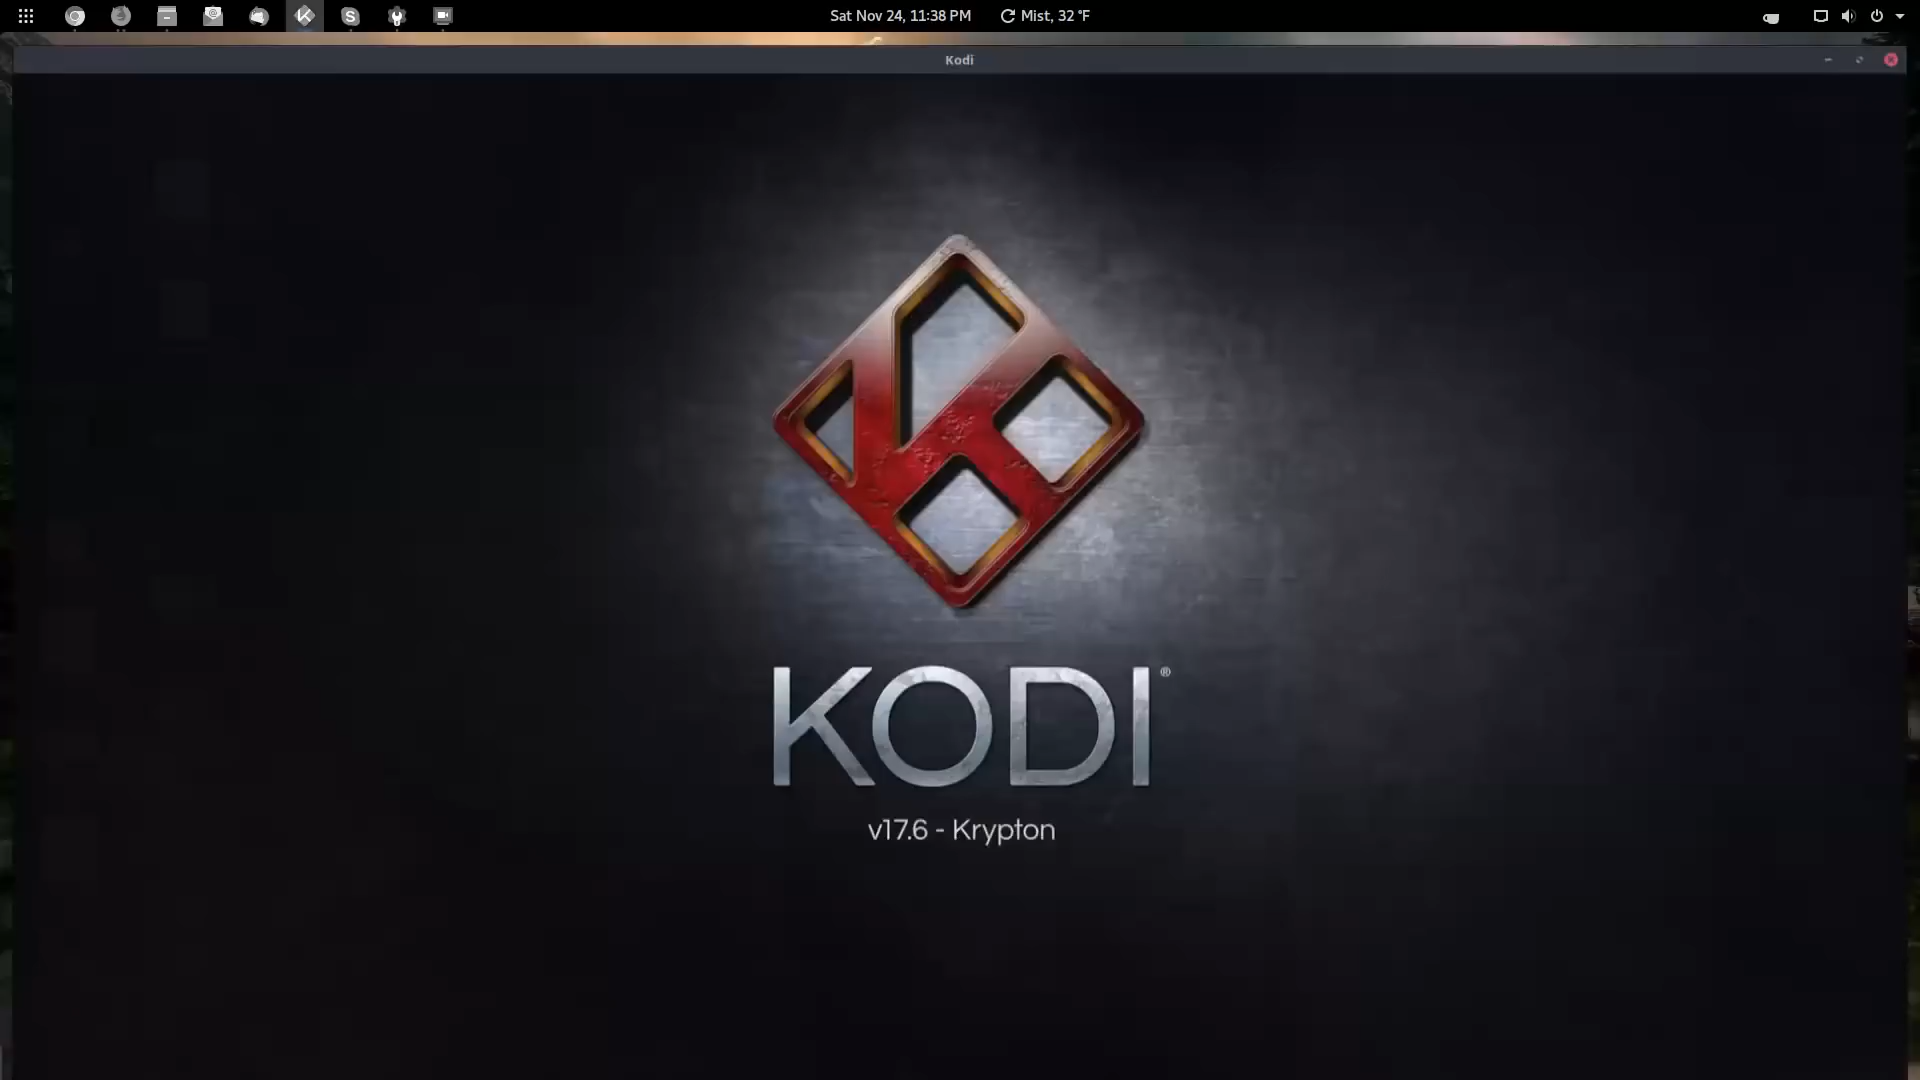 Sat Nov 24, 11:38 PM
Mist, 32 °F
Kodi
KODI®
v17.6 - Krypton